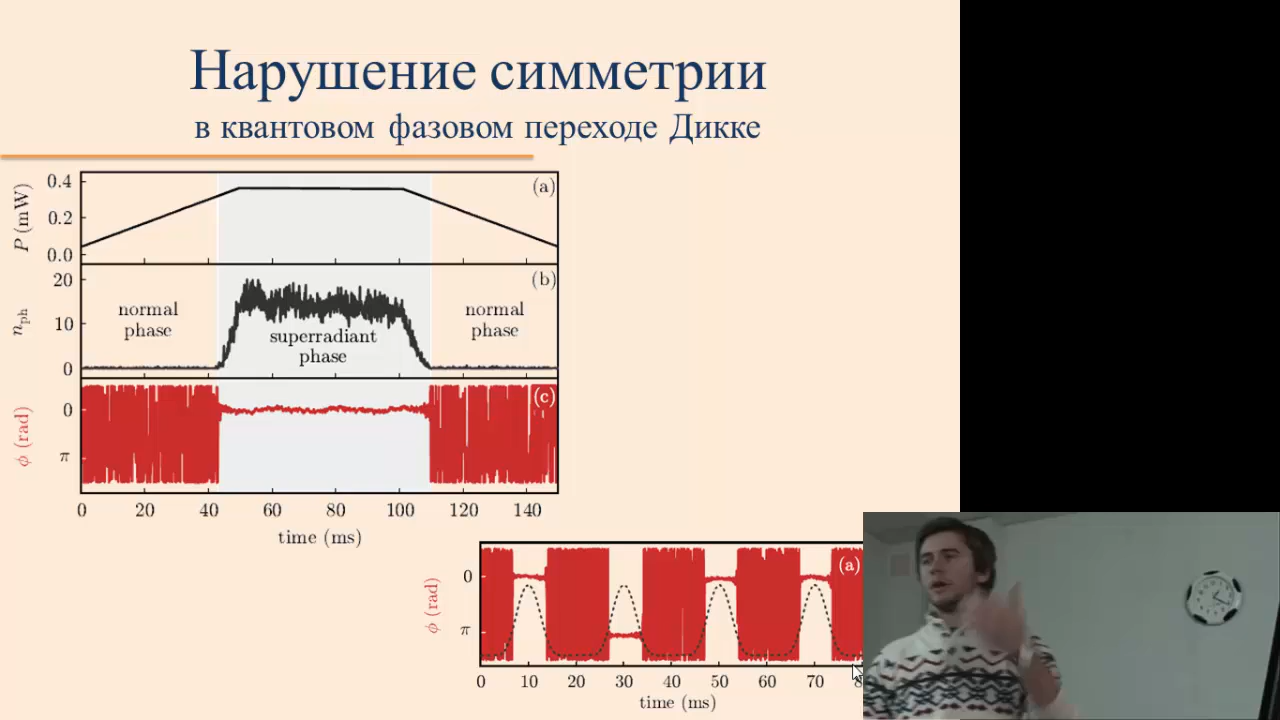 Нарушение симметрии
в квантовом фазовом переходе Дикке
P (mW)
0.4
0.2
0.0
(a)
n_ph
20
10
0
(b)
normal
phase
superradiant
phase
normal
phase
ϕ (rad)
0
π
(c)
0 20 40 60 80 100 120 140
time (ms)
ϕ (rad)
0
π
(a)
0 10 20 30 40 50 60 70
time (ms)